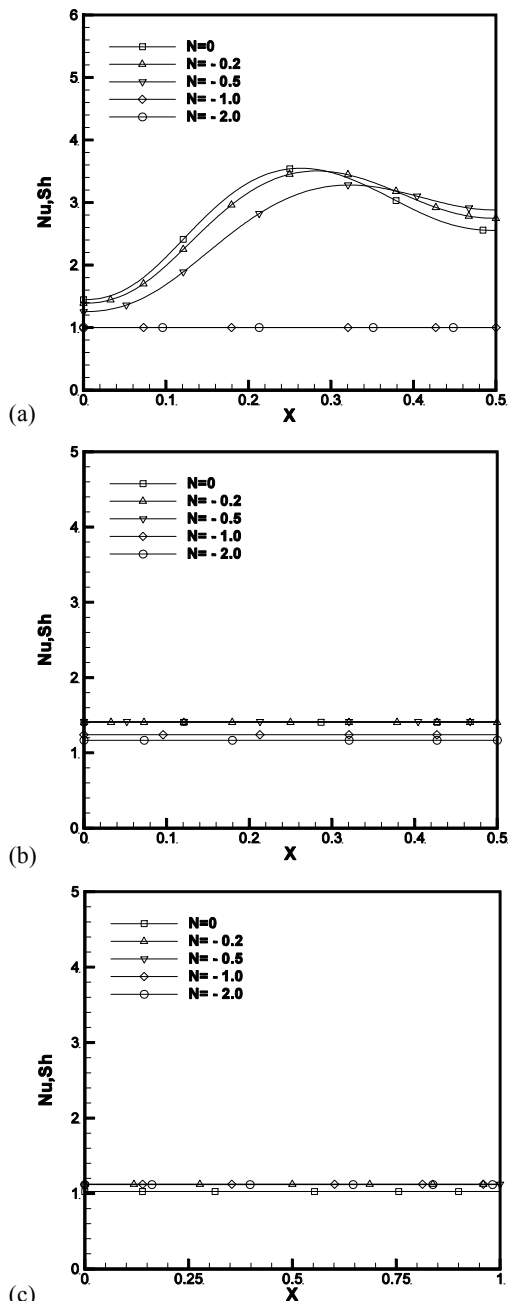 6
5
4
3
2
1
0
Nu,Sh
N=0
N= - 0.2
N= - 0.5
N= - 1.0
N= - 2.0
0. 0.1. 0.2. 0.3. 0.4. 0.5.
X
(a)
5
4
3
2
1
0
Nu,Sh
N=0
N= - 0.2
N= - 0.5
N= - 1.0
N= - 2.0
0. 0.1. 0.2. 0.3. 0.4. 0.5.
X
(b)
5
4
3
2
1
0
Nu,Sh
N=0
N= - 0.2
N= - 0.5
N= - 1.0
N= - 2.0
0. 0.25 0.5. 0.75 1.
X
(c)